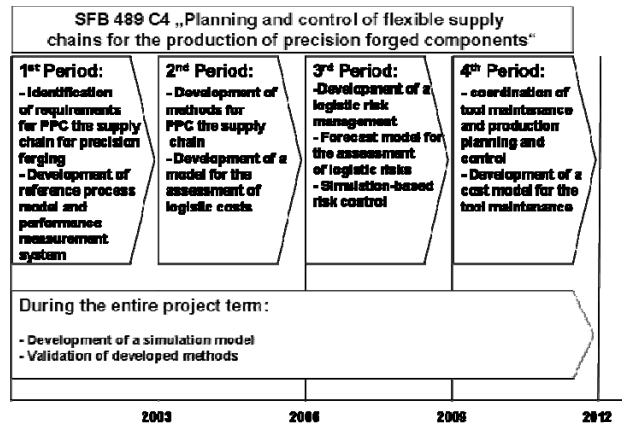 SFB 489 C4 „Planning and control of flexible supply
chains for the production of precision forged components“
1st Period:
- Identification
of requirements
for PPC the supply
chain for precision
forging
- Development of
reference process
model and
performance
measurement
system
2nd Period:
- Development of
methods for
PPC the supply
chain
- Development of a
model for the
assessment of
logistic costs
3rd Period:
-Development of a
logistic risk
management
- Forecast model for
the assessment
of logistic risks
- Simulation-based
risk control
4th Period:
- coordination of
tool maintenance
and production
planning and
control
- Development of a
cost model for the
tool maintenance
During the entire project term:
- Development of a simulation model
- Validation of developed methods
2003
2006
2009
2012